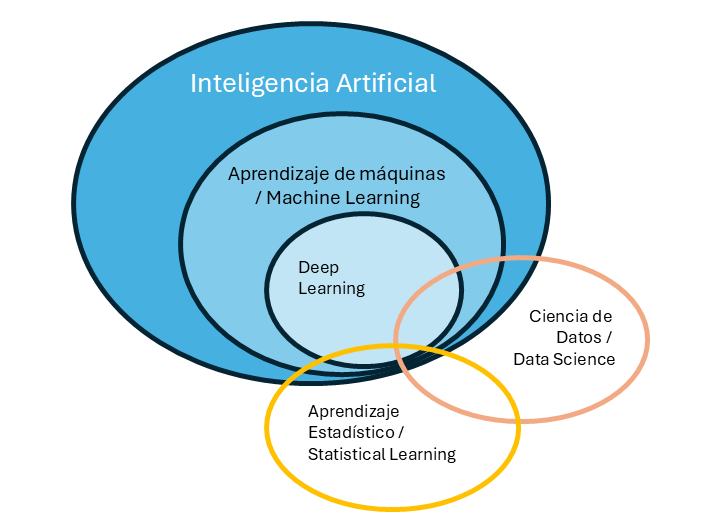 Inteligencia Artificial
Aprendizaje de máquinas
/ Machine Learning
Deep
Learning
Ciencia de
Datos /
Data Science
Aprendizaje
Estadístico /
Statistical Learning